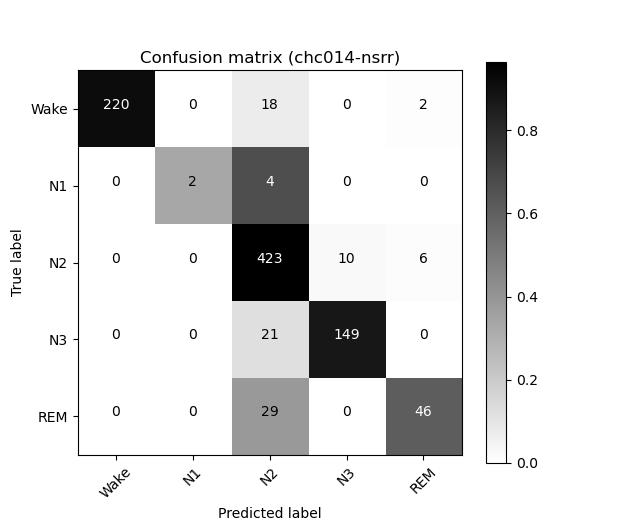 Confusion matrix (chc014-nsrr)
True label
Wake 220 0 18 0 2
N1 0 2 4 0 0
N2 0 0 423 10 6
N3 0 0 21 149 0
REM 0 0 29 0 46
Wake N1 N2 N3 REM
Predicted label
0.8
0.6
0.4
0.2
0.0